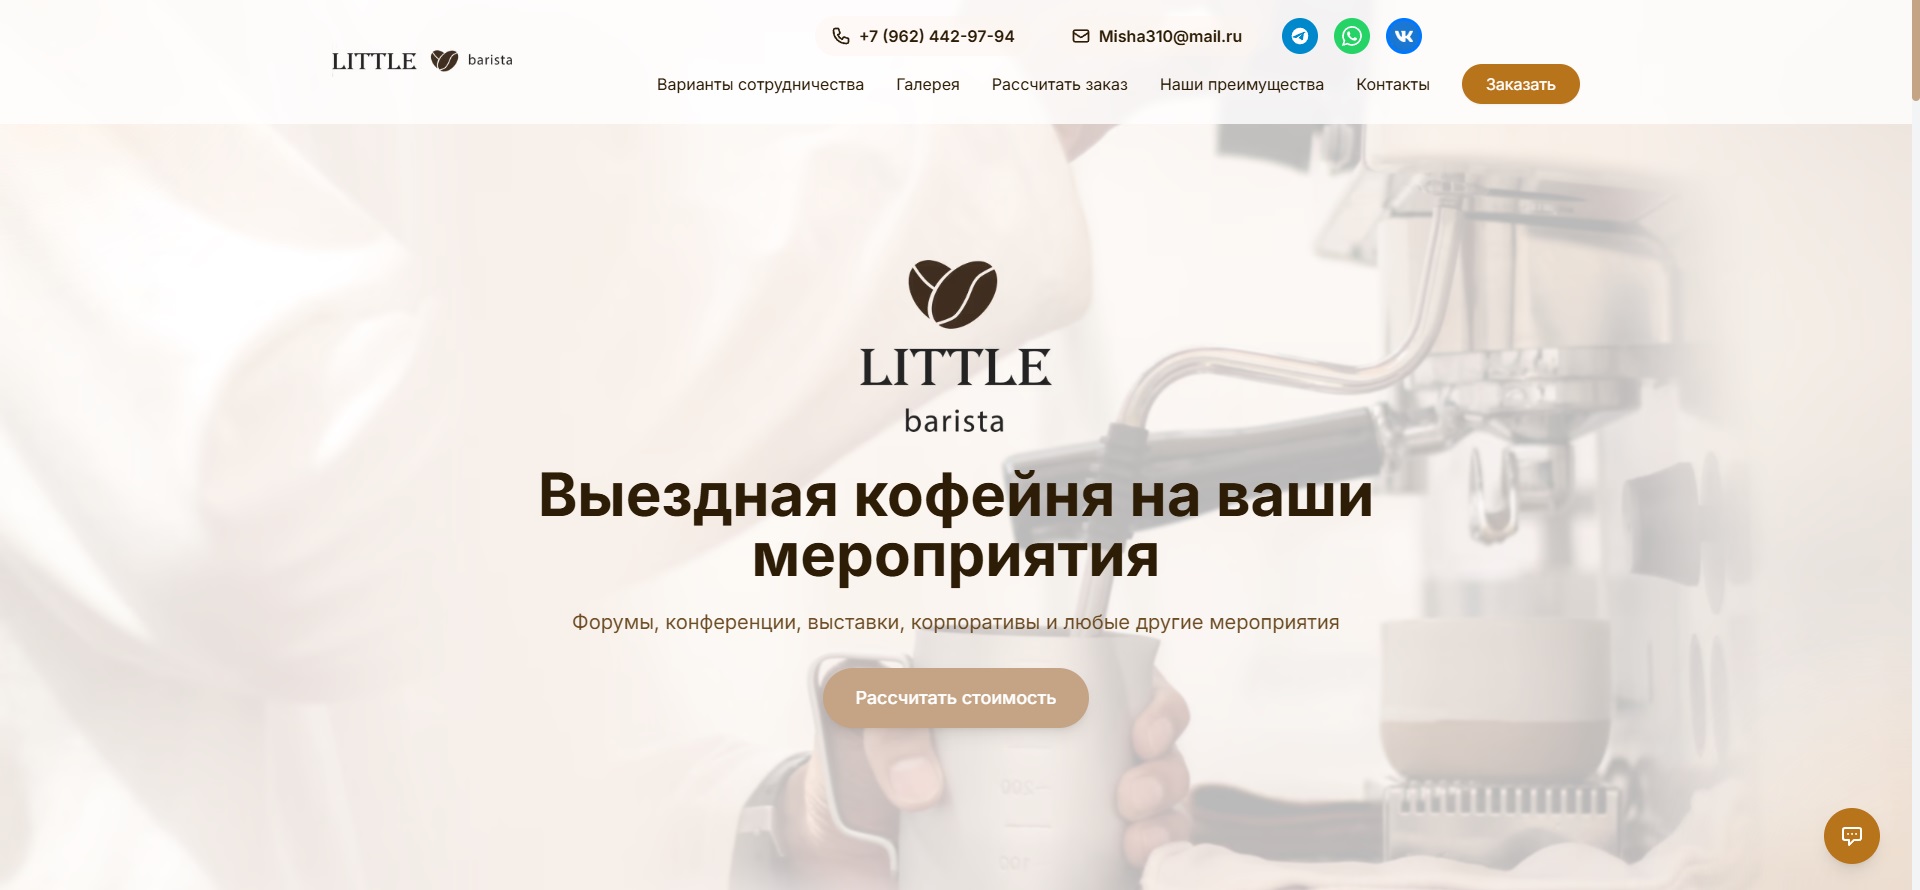 LITTLE barista
+7 (962) 442-97-94
Misha310@mail.ru
Варианты сотрудничества
Галерея
Рассчитать заказ
Наши преимущества
Контакты
Заказать
LITTLE
barista
Выездная кофейня на ваши
мероприятия
Форумы, конференции, выставки, корпоративы и любые другие мероприятия
Рассчитать стоимость